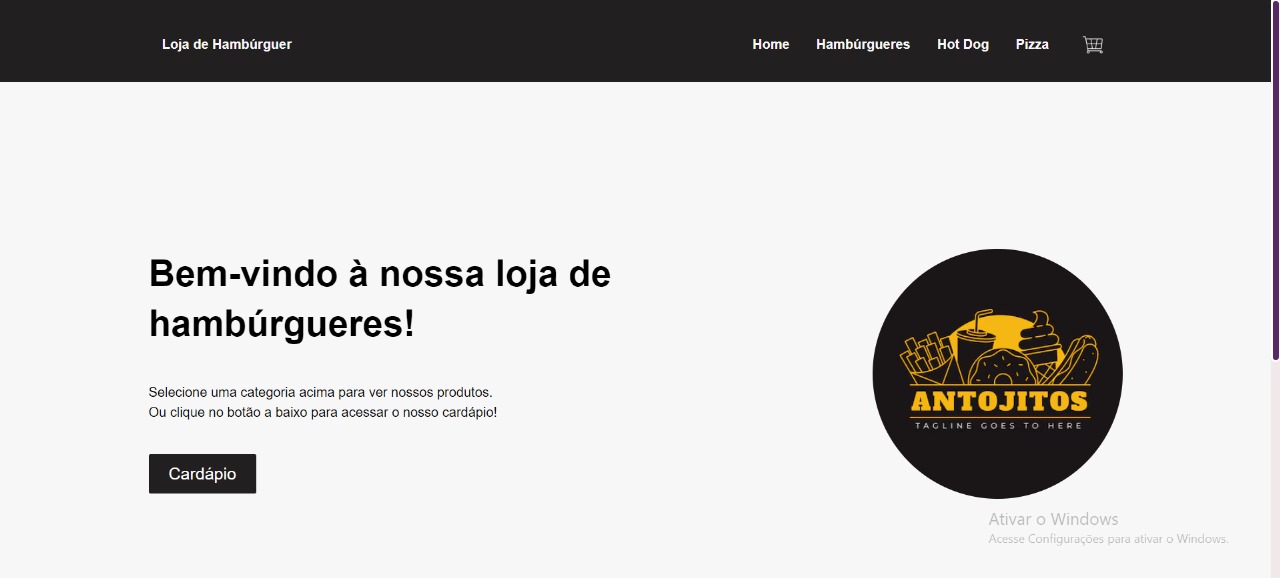 Loja de Hambúrguer
Home Hambúrgueres Hot Dog Pizza
Bem-vindo à nossa loja de
hambúrgueres!
Selecione uma categoria acima para ver nossos produtos.
Ou clique no botão a baixo para acessar o nosso cardápio!
Cardápio
ANTOJITOS
TAGLINE GOES TO HERE
Ativar o Windows
Acesse Configurações para ativar o Windows.